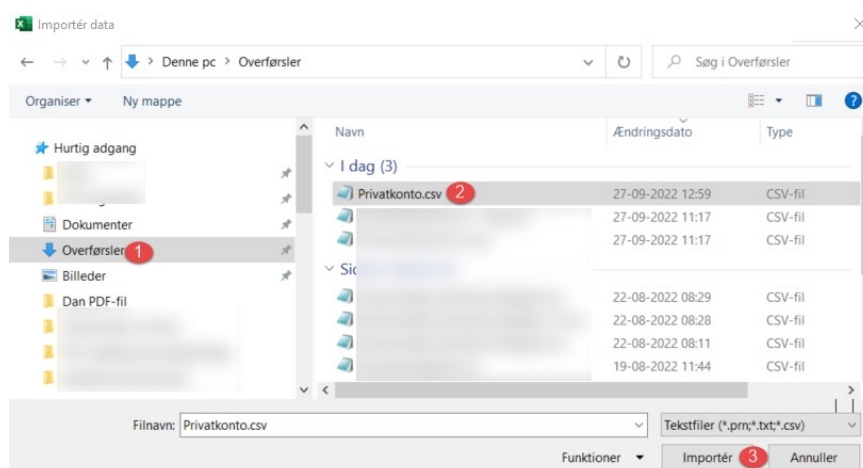 Importér data
Denne pc > Overførsler
Søg i Overførsler
Organiser
Ny mappe
Navn
Ændringsdato
Type
Hurtig adgang
Dokumenter
Overførsler 1
Billeder
Dan PDF-fil
I dag (3)
Privatkonto.csv 2 27-09-2022 12:59 CSV-fil
27-09-2022 11:17 CSV-fil
27-09-2022 11:17 CSV-fil
22-08-2022 08:29 CSV-fil
22-08-2022 08:28 CSV-fil
22-08-2022 08:11 CSV-fil
19-08-2022 11:44 CSV-fil
Filnavn: Privatkonto.csv
Tekstfiler (*.prn;*.txt;*.csv)
Funktioner
Importér 3
Annuller